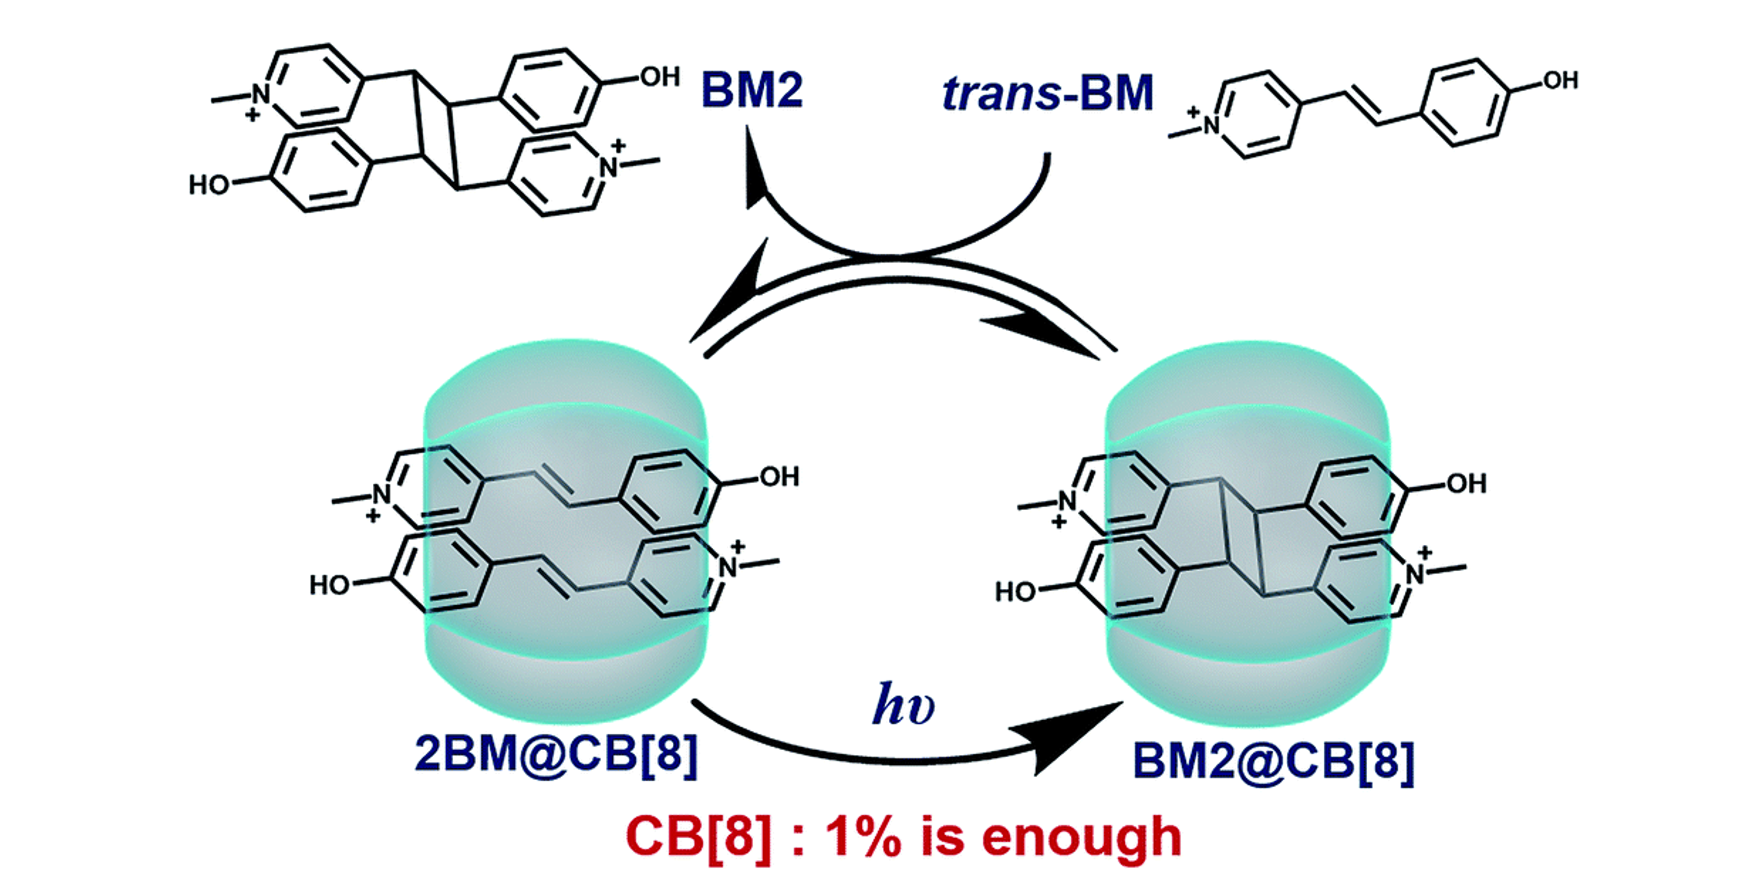 N
+
OH
HO
N
+
BM2
trans-BM
+
N
OH
N
+
OH
HO
N
+
N
+
OH
HO
N
+
hυ
2BM@CB[8]
BM2@CB[8]
CB[8] : 1% is enough